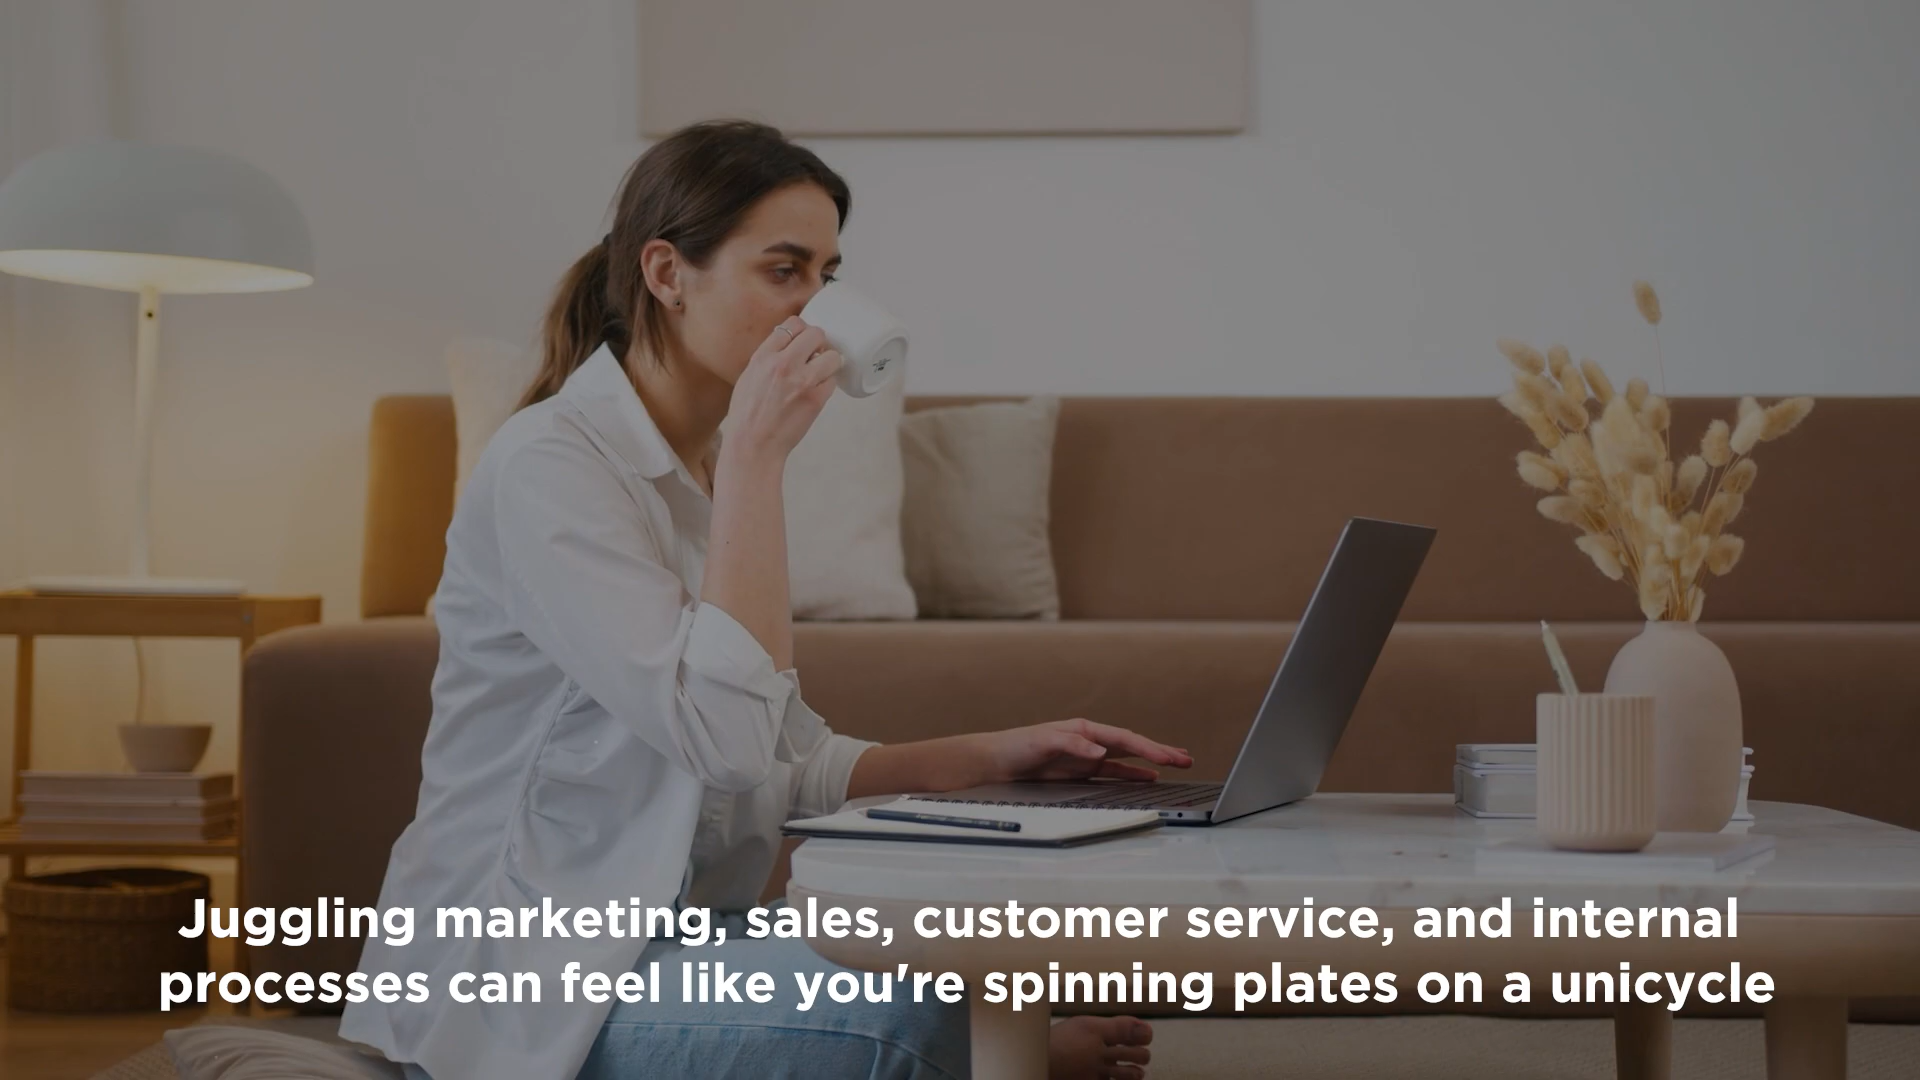 Juggling marketing, sales, customer service, and internal
processes can feel like you're spinning plates on a unicycle